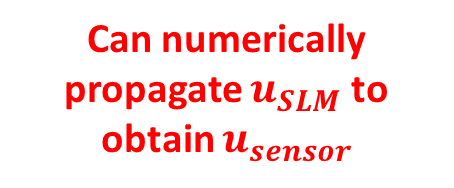 Can numerically
propagate u_SLM to
obtain u_sensor